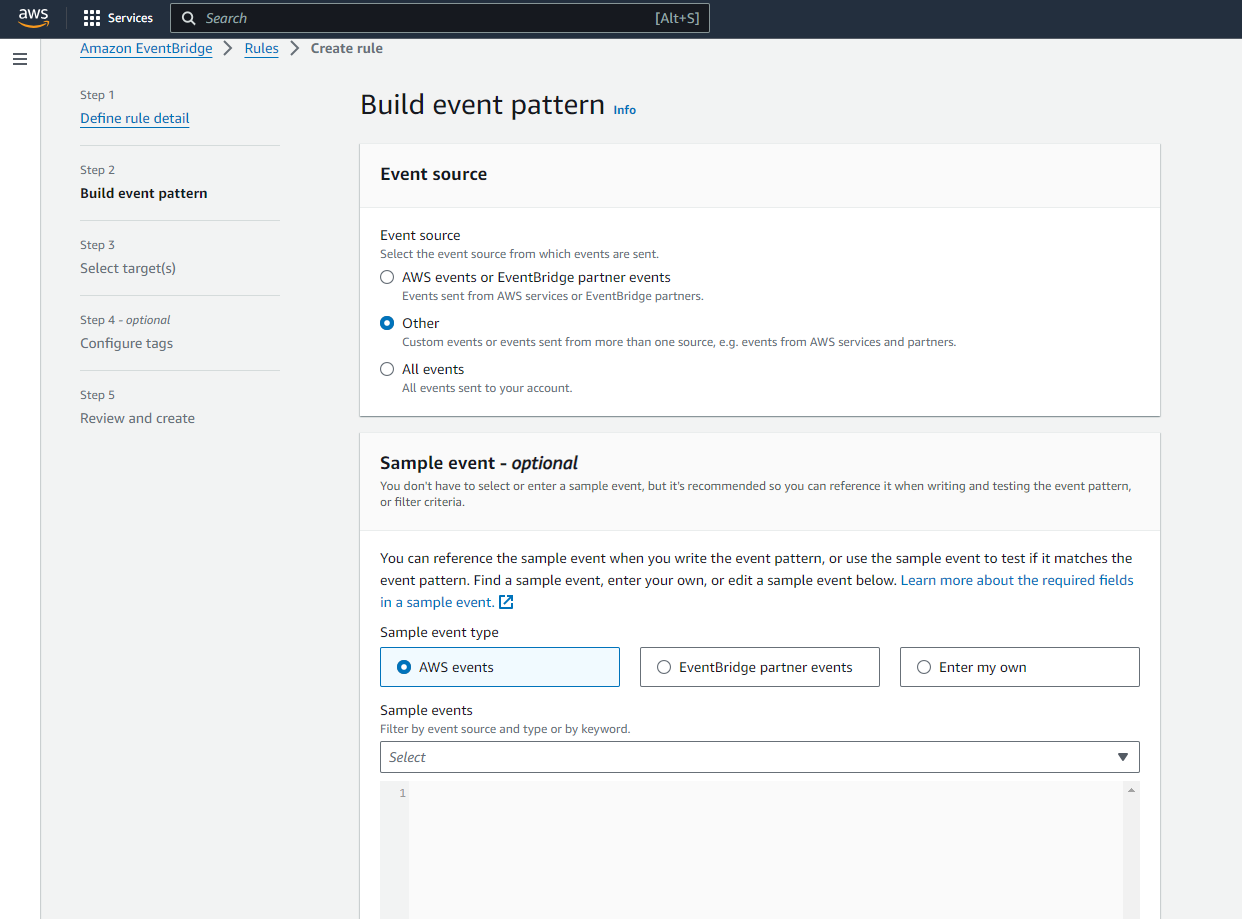 aws
Services
Search
[Alt+S]
Amazon EventBridge
Rules
Create rule
Step 1
Define rule detail
Step 2
Build event pattern
Step 3
Select target(s)
Step 4 - optional
Configure tags
Step 5
Review and create
Build event pattern Info
Event source
Event source
Select the event source from which events are sent.
AWS events or EventBridge partner events
Events sent from AWS services or EventBridge partners.
Other
Custom events or events sent from more than one source, e.g. events from AWS services and partners.
All events
All events sent to your account.
Sample event - optional
You don't have to select or enter a sample event, but it's recommended so you can reference it when writing and testing the event pattern,
or filter criteria.
You can reference the sample event when you write the event pattern, or use the sample event to test if it matches the
event pattern. Find a sample event, enter your own, or edit a sample event below. Learn more about the required fields
in a sample event.
Sample event type
AWS events
EventBridge partner events
Enter my own
Sample events
Filter by event source and type or by keyword.
Select
1